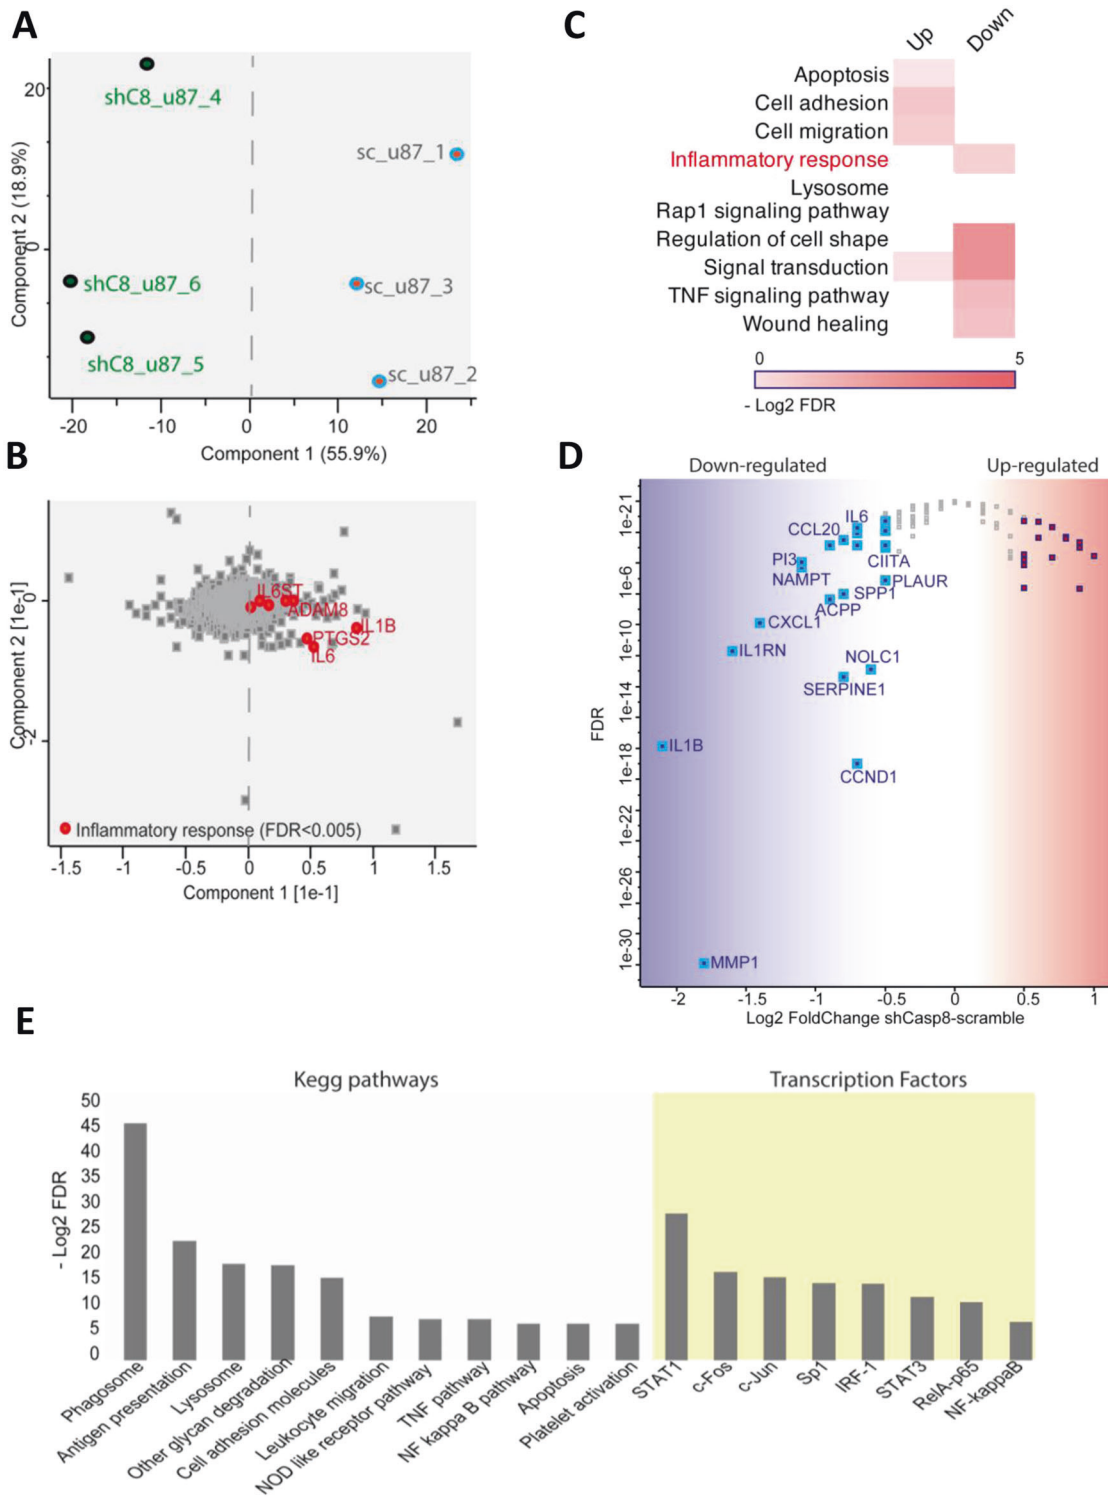 A
20
0
Component 2 (18.9%)
shC8_u87_4
sc_u87_1
shC8_u87_6
sc_u87_3
shC8_u87_5
sc_u87_2
-20
-10
0
10
20
Component 1 (55.9%)
B
0
-2
Component 2 [1e-1]
IL6ST
ADAM8
IL1B
PTGS2
IL6
Inflammatory response (FDR<0.005)
-1.5
-1
-0.5
0
0.5
1
1.5
Component 1 [1e-1]
C
Up
Down
Apoptosis
Cell adhesion
Cell migration
Inflammatory response
Lysosome
Rap1 signaling pathway
Regulation of cell shape
Signal transduction
TNF signaling pathway
Wound healing
0
5
- Log2 FDR
D
Down-regulated
Up-regulated
1e-21
1e-6
1e-10
1e-14
1e-18
1e-22
1e-26
1e-30
FDR
IL6
CCL20
CIITA
PI3
NAMPT
PLAUR
SPP1
ACPP
CXCL1
IL1RN
NOLC1
SERPINE1
IL1B
CCND1
MMP1
-2
-1.5
-1
-0.5
0
0.5
1
Log2 FoldChange shCasp8-scramble
E
Kegg pathways
Transcription Factors
50
45
40
35
30
25
20
15
10
5
0
- Log2 FDR
Phagosome
Antigen presentation
Lysosome
Other glycan degradation
Cell adhesion molecules
Leukocyte migration
NOD like receptor pathway
TNF pathway
NF kappa B pathway
Apoptosis
Platelet activation
STAT1
c-Fos
c-Jun
Sp1
IRF-1
STAT3
RelA-p65
NF-kappaB